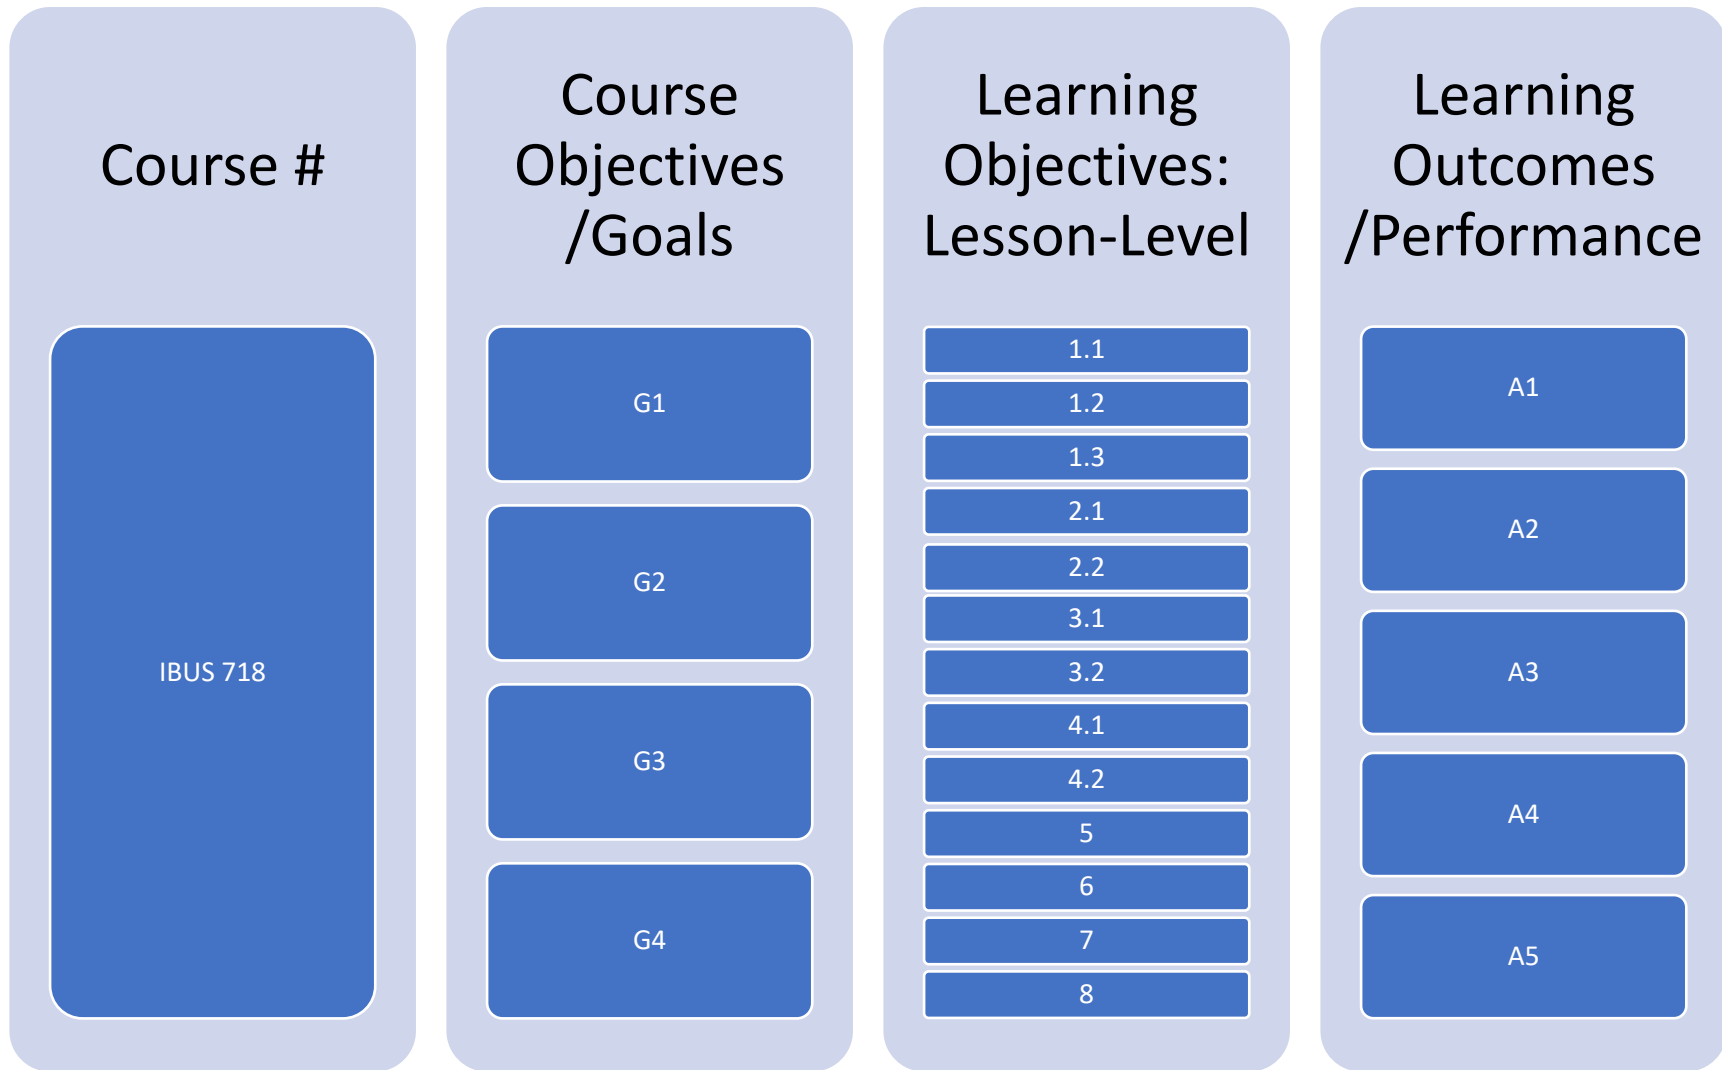 Course #
IBUS 718
Course
Objectives
/Goals
G1
G2
G3
G4
Learning
Objectives:
Lesson-Level
1.1
1.2
1.3
2.1
2.2
3.1
3.2
4.1
4.2
5
6
7
8
Learning
Outcomes
/Performance
A1
A2
A3
A4
A5